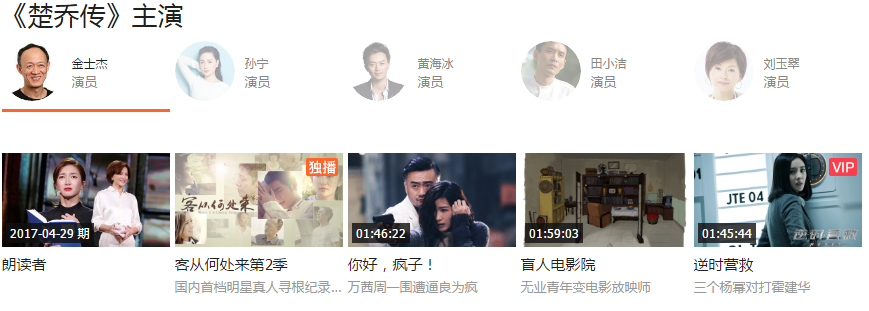 《楚乔传》主演
金士杰
演员
孙宁
演员
黄海冰
演员
田小洁
演员
刘玉翠
演员
2017-04-29 期
朗读者
独播
客从何处来
客从何处来第2季
国内首档明星真人寻根纪录...
01:46:22
你好，疯子！
万茜周一围遭逼良为疯
01:59:03
盲人电影院
无业青年变电影放映师
VIP
JTE 04
逆时营救
01:45:44
逆时营救
三个杨幂对打霍建华